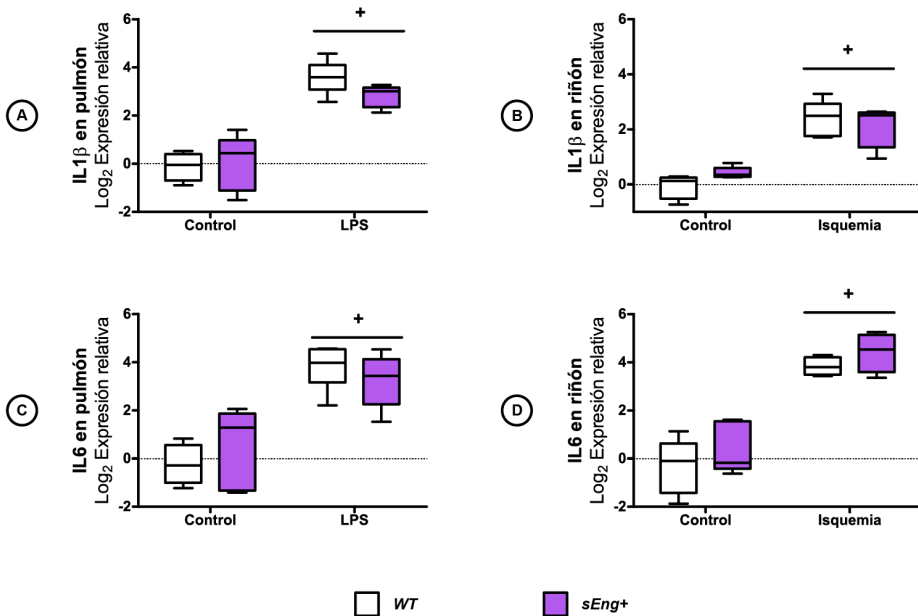 A
IL1β en pulmón
Log2 Expresión relativa
6
4
2
0
-2
+
Control
LPS
B
IL1β en riñón
Log2 Expresión relativa
6
4
2
0
+
Control
Isquemia
C
IL6 en pulmón
Log2 Expresión relativa
6
4
2
0
-2
+
Control
LPS
D
IL6 en riñón
Log2 Expresión relativa
6
4
2
0
-2
+
Control
Isquemia
WT
sEng+